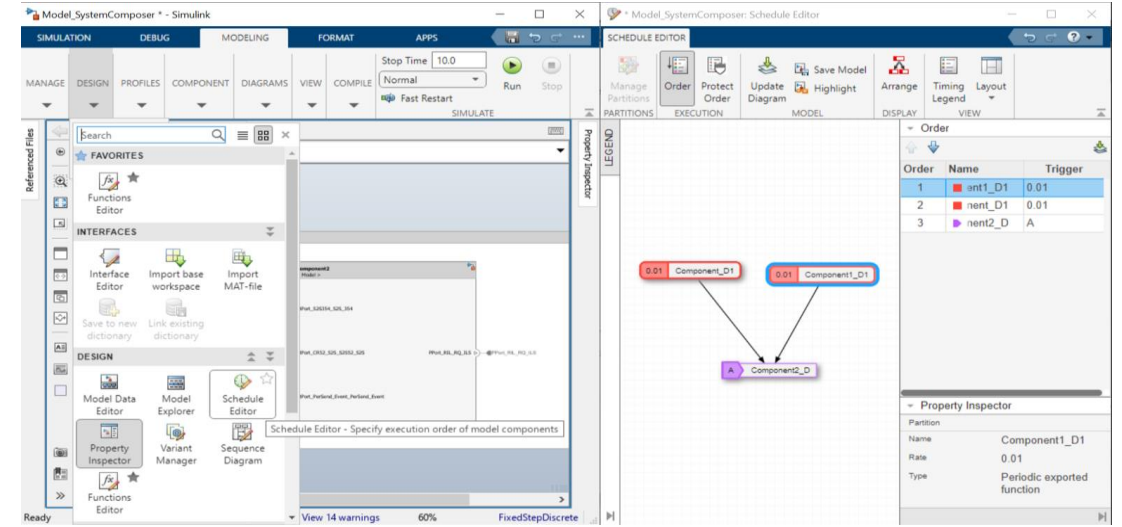 Model_SystemComposer * - Simulink
SIMULATION DEBUG MODELING FORMAT APPS
MANAGE DESIGN PROFILES COMPONENT DIAGRAMS VIEW COMPILE
Stop Time 10.0
Normal
Fast Restart
Run Stop
SIMULATE
Referenced Files
Search
FAVORITES
Functions
Editor
INTERFACES
Interface
Editor
Import base
workspace
Import
MAT-file
Save to new
dictionary
Link existing
dictionary
DESIGN
Model Data
Editor
Model
Explorer
Schedule
Editor
Schedule Editor - Specify execution order of model components
Property
Inspector
Variant
Manager
Sequence
Diagram
Functions
Editor
Property Inspector
Ready View 14 warnings 60% FixedStepDiscrete
* Model_SystemComposer: Schedule Editor
SCHEDULE EDITOR
Manage
Partitions
Order
Protect
Order
Update
Diagram
Save Model
Highlight
Arrange
Timing
Legend
Layout
PARTITIONS EXECUTION MODEL DISPLAY VIEW
LEGEND
0.01 Component_D1
0.01 Component1_D1
A Component2_D
Order
Order Name Trigger
1 ent1_D1 0.01
2 nent_D1 0.01
3 nent2_D A
Property Inspector
Partition
Name Component1_D1
Rate 0.01
Type Periodic exported
function